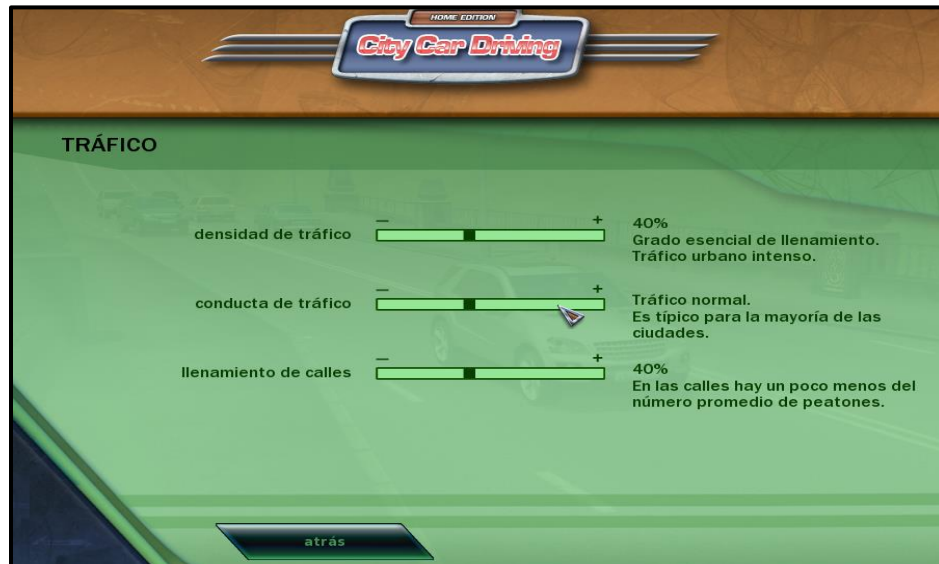 HOME EDITION
City Car Driving
TRÁFICO
densidad de tráfico
— +
40%
Grado esencial de llenamiento.
Tráfico urbano intenso.
conducta de tráfico
— +
Tráfico normal.
Es típico para la mayoría de las
ciudades.
llenamiento de calles
— +
40%
En las calles hay un poco menos del
número promedio de peatones.
atrás